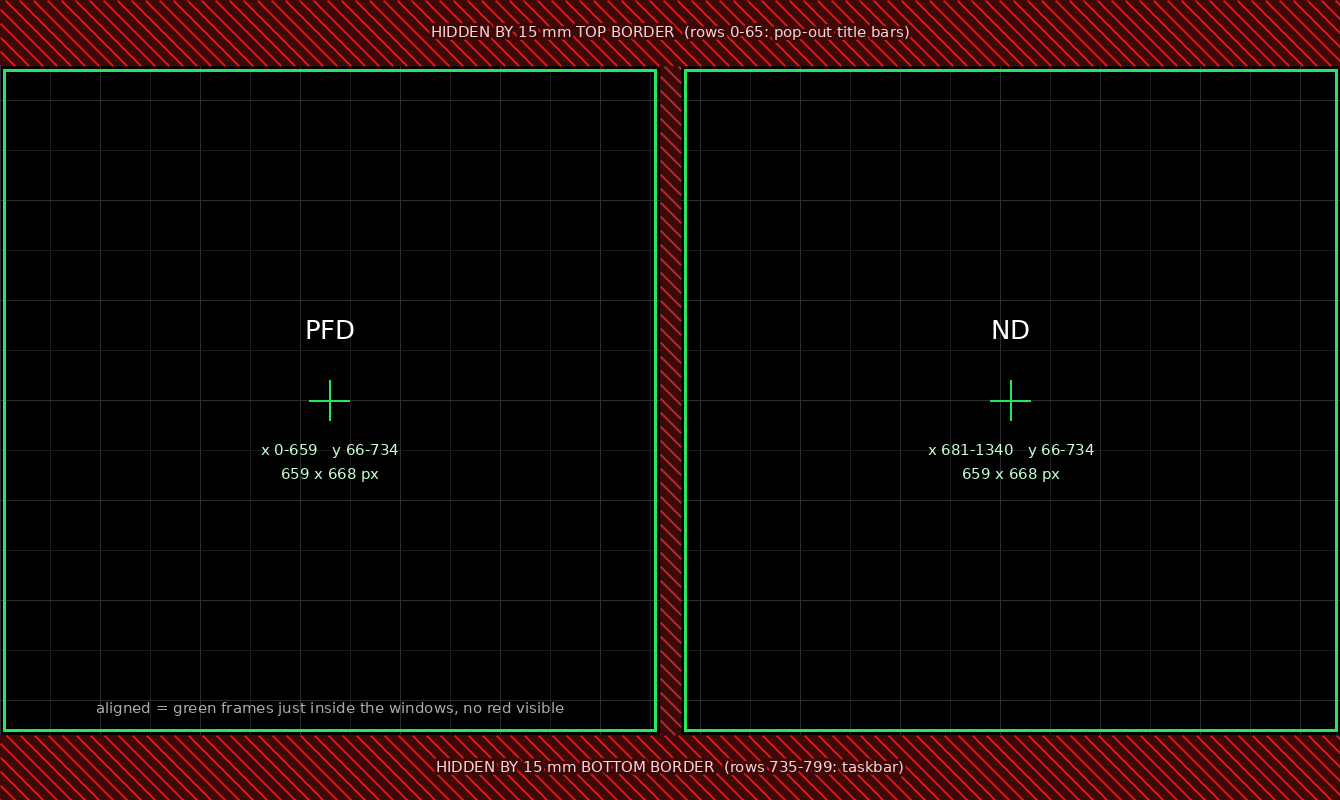 HIDDEN BY 15 mm TOP BORDER  (rows 0-65: pop-out title bars)
PFD
x 0-659   y 66-734
659 x 668 px
ND
x 681-1340   y 66-734
659 x 668 px
aligned = green frames just inside the windows, no red visible
HIDDEN BY 15 mm BOTTOM BORDER  (rows 735-799: taskbar)